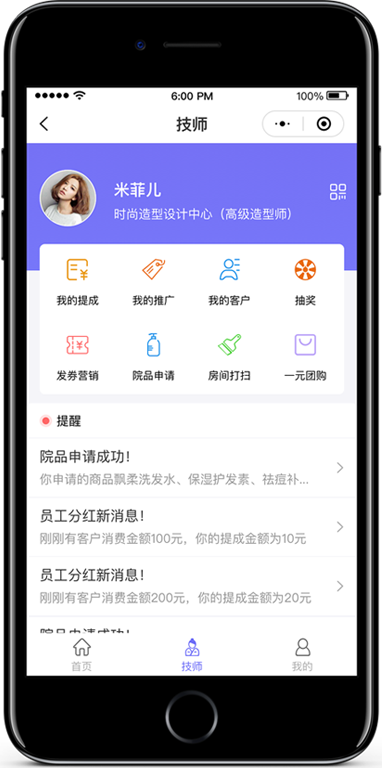 6:00 PM
100%
技师
米菲儿
时尚造型设计中心（高级造型师）
我的提成 我的推广 我的客户 抽奖
发券营销 院品申请 房间打扫 一元团购
提醒
院品申请成功！
你申请的商品飘柔洗发水、保湿护发素、祛痘补...
员工分红新消息！
刚刚有客户消费金额100元，你的提成金额为10元
员工分红新消息！
刚刚有客户消费金额200元，你的提成金额为20元
院品申请成功！
首页 技师 我的